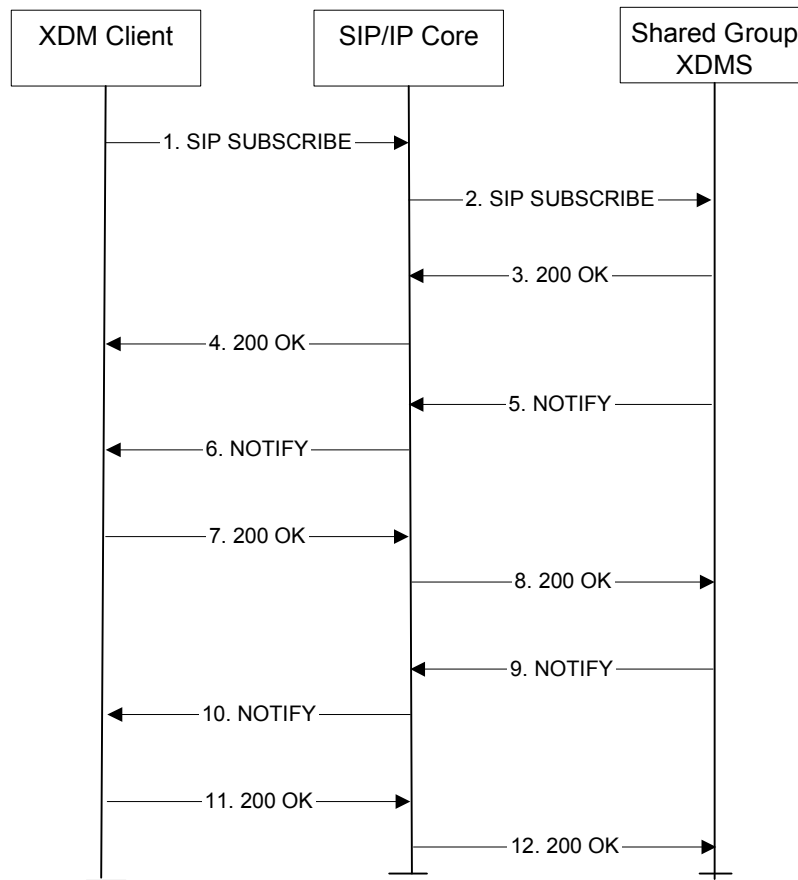 XDM Client
SIP/IP Core
Shared Group
XDMS
1. SIP SUBSCRIBE
2. SIP SUBSCRIBE
3. 200 OK
4. 200 OK
5. NOTIFY
6. NOTIFY
7. 200 OK
8. 200 OK
9. NOTIFY
10. NOTIFY
11. 200 OK
12. 200 OK